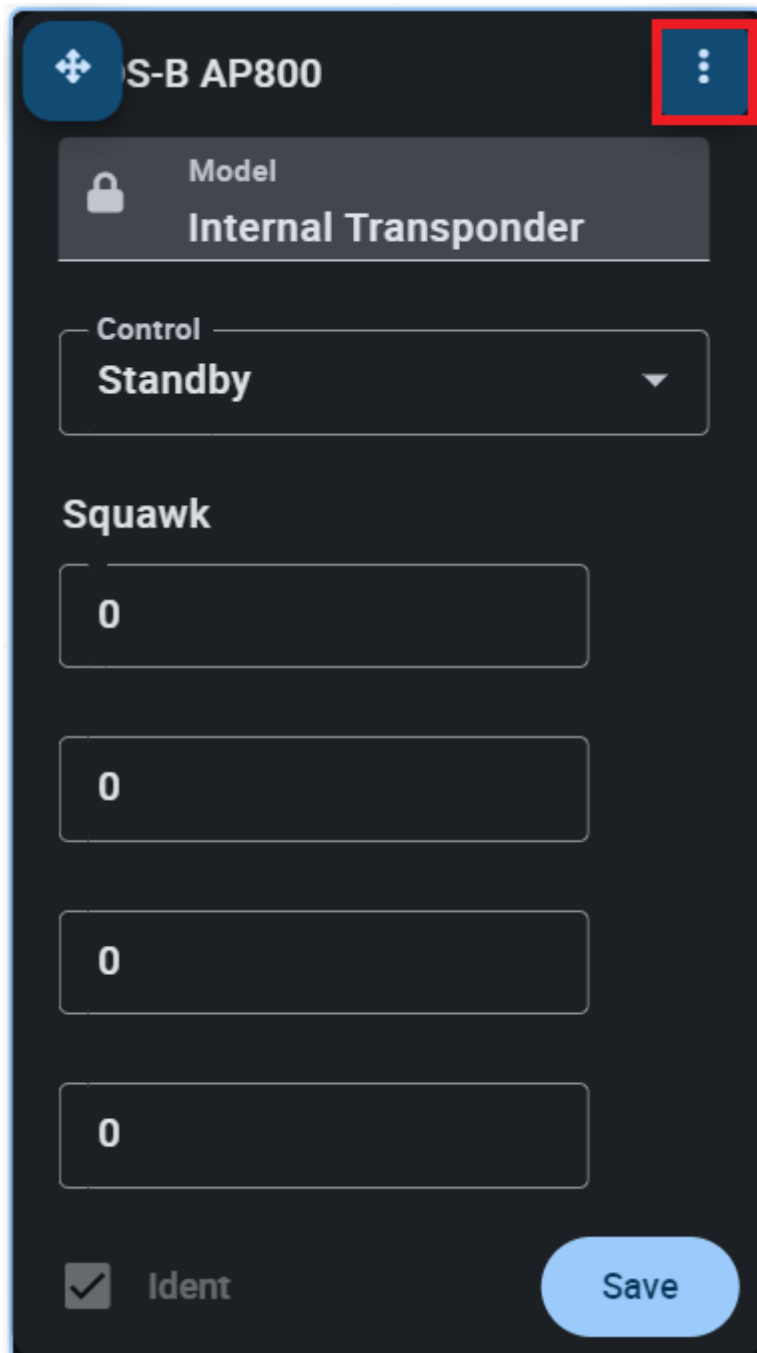 S-B AP800
Model
Internal Transponder
Control
Standby
Squawk
0
0
0
0
Ident
Save